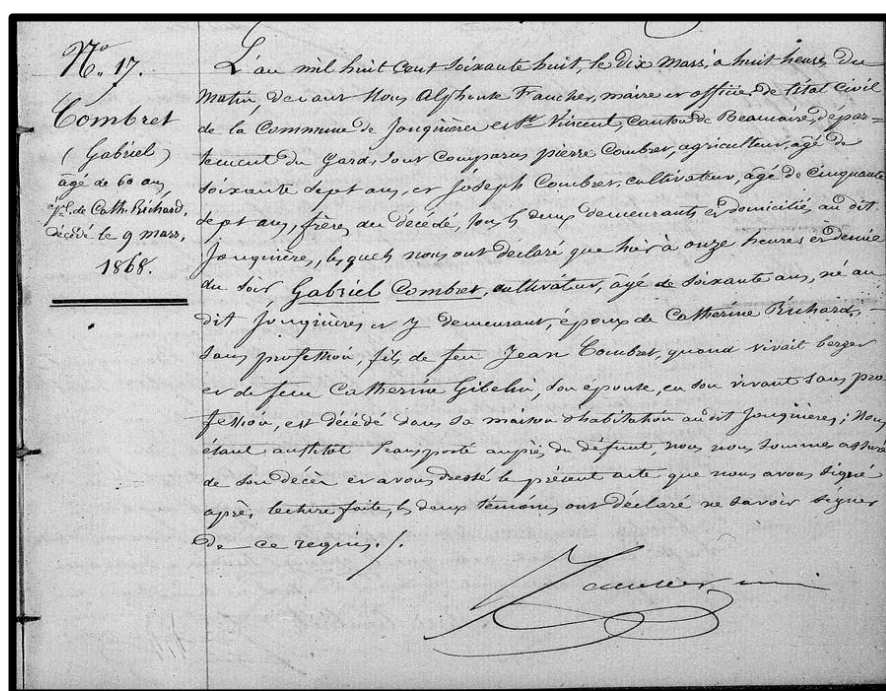 No. 17.
Combret
(Gabriel)
âgé de 60 ans,
épx. de Cath. Richard,
décédé le 9 mars,
1868.
L'an mil huit cent soixante huit, le dix mars, à huit heures du
matin, devant nous Alphonse Faucher, maire et officier de l'état civil
de la Commune de Jonquières et St. Vincent, canton de Beaucaire, dépar=
tement du Gard, sont comparus pierre Combret, agriculteur, âgé de
soixante sept ans, et Joseph Combret, cultivateur, âgé de cinquante
sept ans, frères du décédé, tous les deux demeurants et domiciliés au dit
Jonquières, lesquels nous ont déclaré que hier à onze heures et demie
du soir Gabriel Combret, cultivateur, âgé de soixante ans, né au
dit Jonquières et y demeurant, époux de Catherine Richard,
sans profession, fils de feu Jean Combret, quand vivait berger
et de feue Catherine Gibelin, son épouse, en son vivant sans pro
fession, est décédé dans sa maison d'habitation au dit Jonquières; Nous
étant aussitôt transporté auprès du défunt, nous nous sommes assuré
de son décès et avons dressé le présent acte que nous avons signé
après lecture faite, les deux témoins ont déclaré ne savoir signer
de ce requis./.